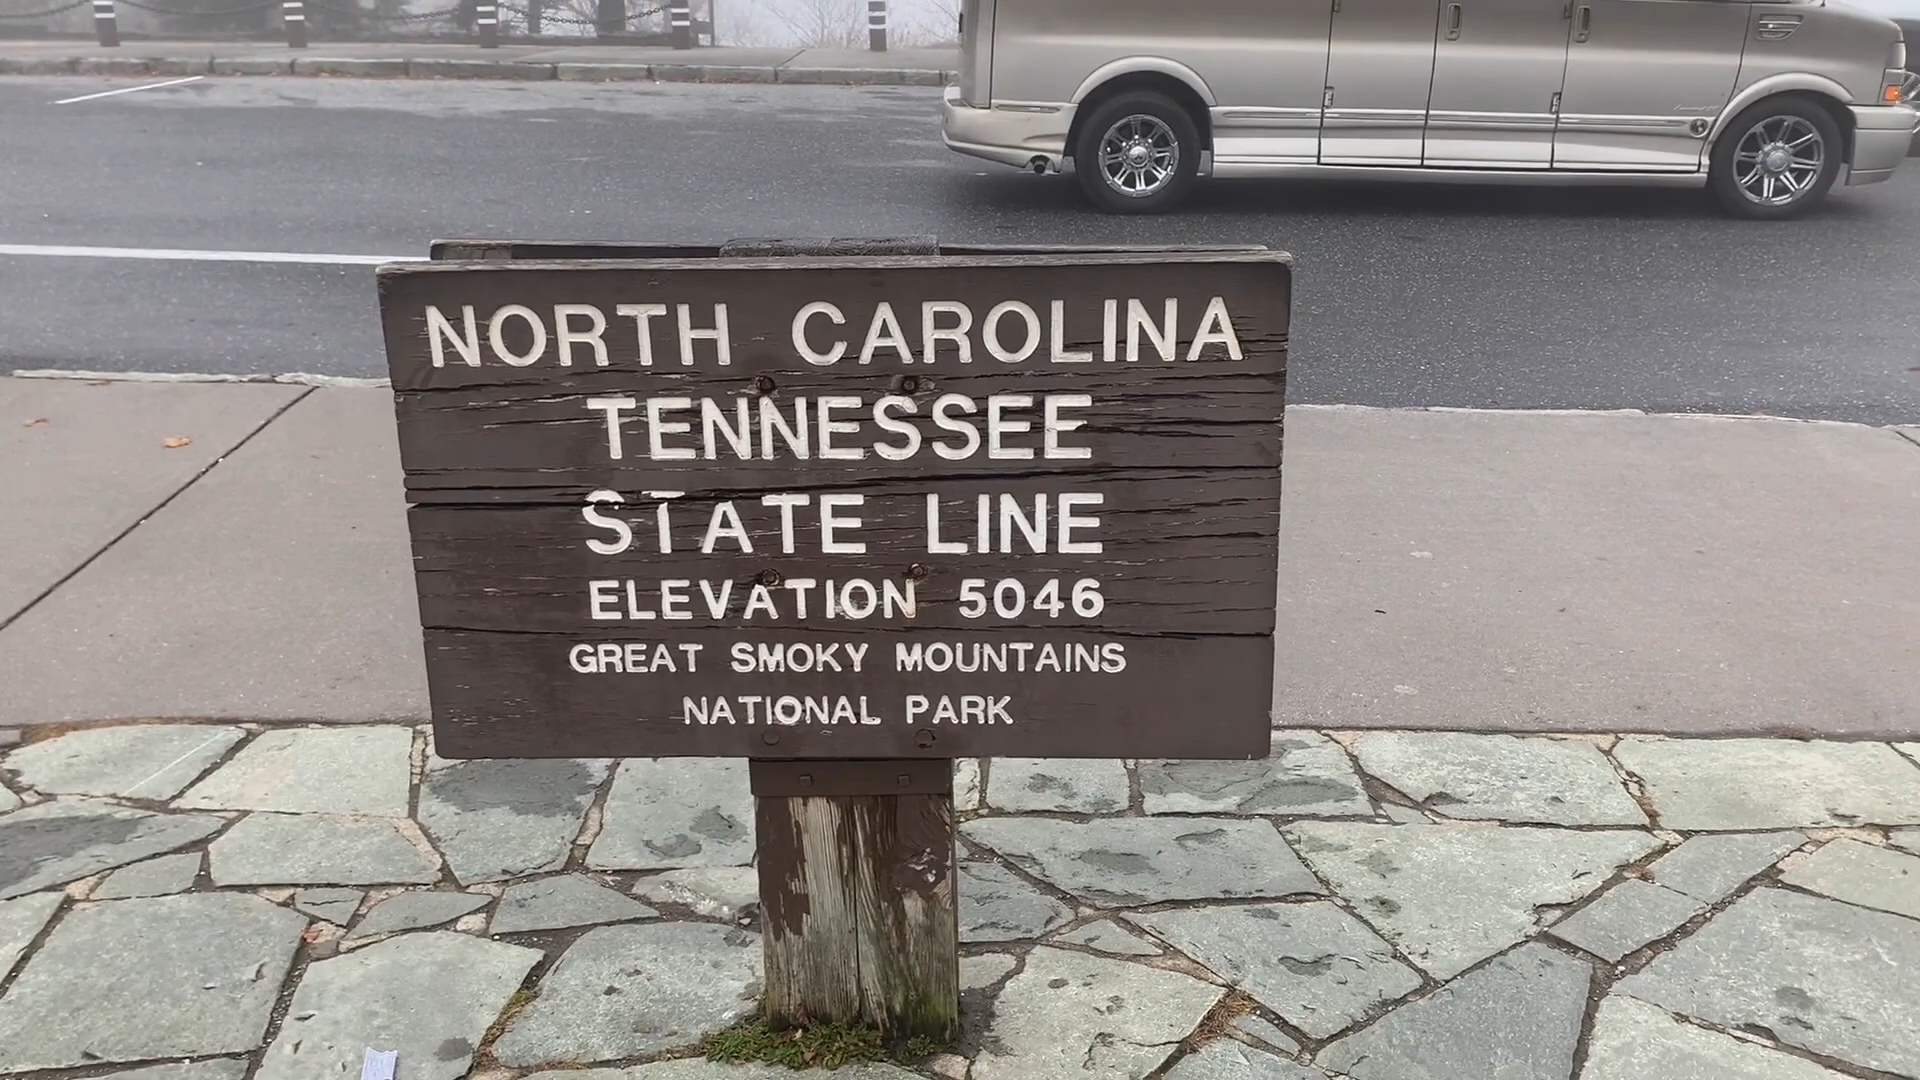 NORTH CAROLINA
TENNESSEE
STATE LINE
ELEVATION 5046
GREAT SMOKY MOUNTAINS
NATIONAL PARK